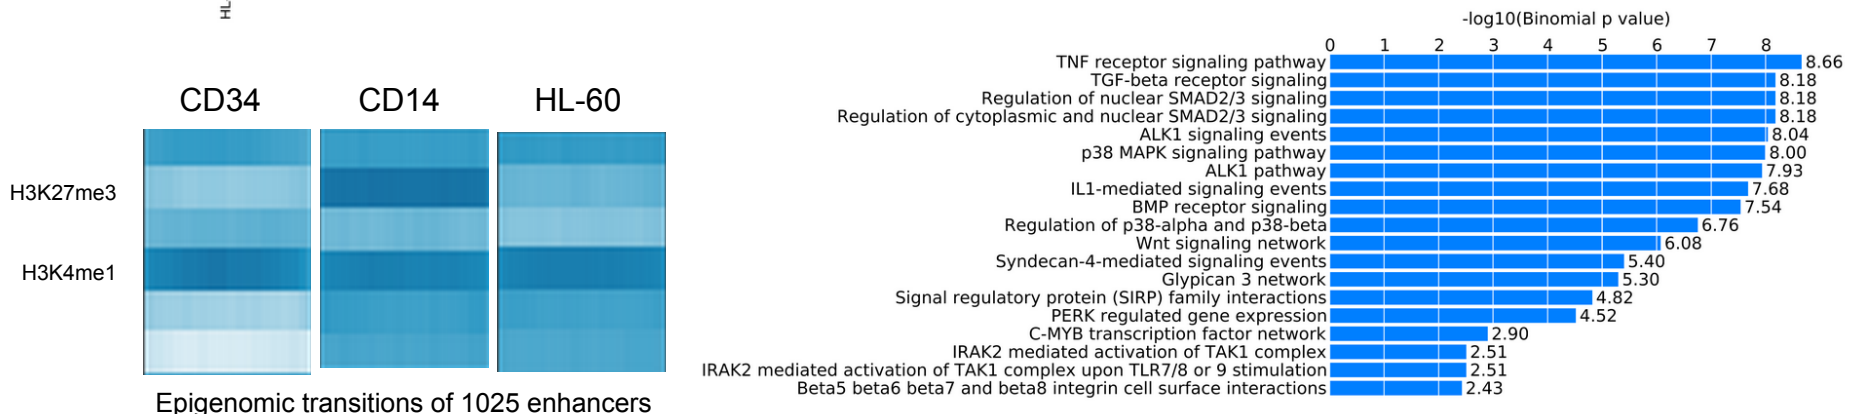 HL-
CD34 CD14 HL-60
H3K27me3
H3K4me1
Epigenomic transitions of 1025 enhancers
-log10(Binomial p value)
0 1 2 3 4 5 6 7 8
TNF receptor signaling pathway 8.66
TGF-beta receptor signaling 8.18
Regulation of nuclear SMAD2/3 signaling 8.18
Regulation of cytoplasmic and nuclear SMAD2/3 signaling 8.18
ALK1 signaling events 8.04
p38 MAPK signaling pathway 8.00
ALK1 pathway 7.93
IL1-mediated signaling events 7.68
BMP receptor signaling 7.54
Regulation of p38-alpha and p38-beta 6.76
Wnt signaling network 6.08
Syndecan-4-mediated signaling events 5.40
Glypican 3 network 5.30
Signal regulatory protein (SIRP) family interactions 4.82
PERK regulated gene expression 4.52
C-MYB transcription factor network 2.90
IRAK2 mediated activation of TAK1 complex 2.51
IRAK2 mediated activation of TAK1 complex upon TLR7/8 or 9 stimulation 2.51
Beta5 beta6 beta7 and beta8 integrin cell surface interactions 2.43